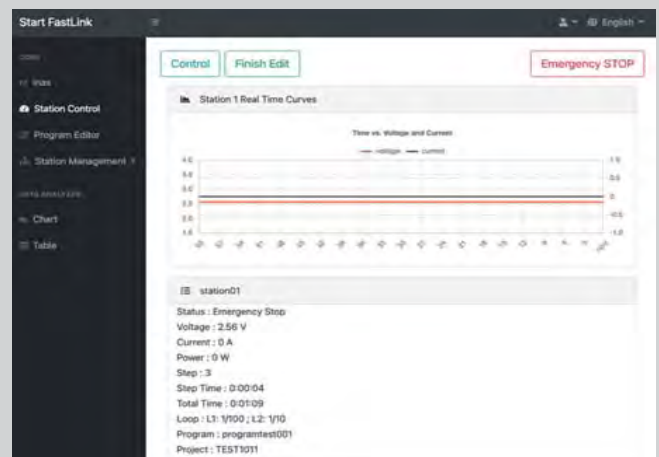 Start FastLink
English
Station Control
Program Editor
Station Management
DATA ANALYSIS
Chart
Table
Control
Finish Edit
Emergency STOP
Station 1 Real Time Curves
Time vs. Voltage and Current
voltage current
station01
Status : Emergency Stop
Voltage : 2.56 V
Current : 0 A
Power : 0 W
Step : 3
Step Time : 0:00:04
Total Time : 0:01:09
Loop : L1: 1/100 ; L2: 1/10
Program : programtest001
Project : TEST1011